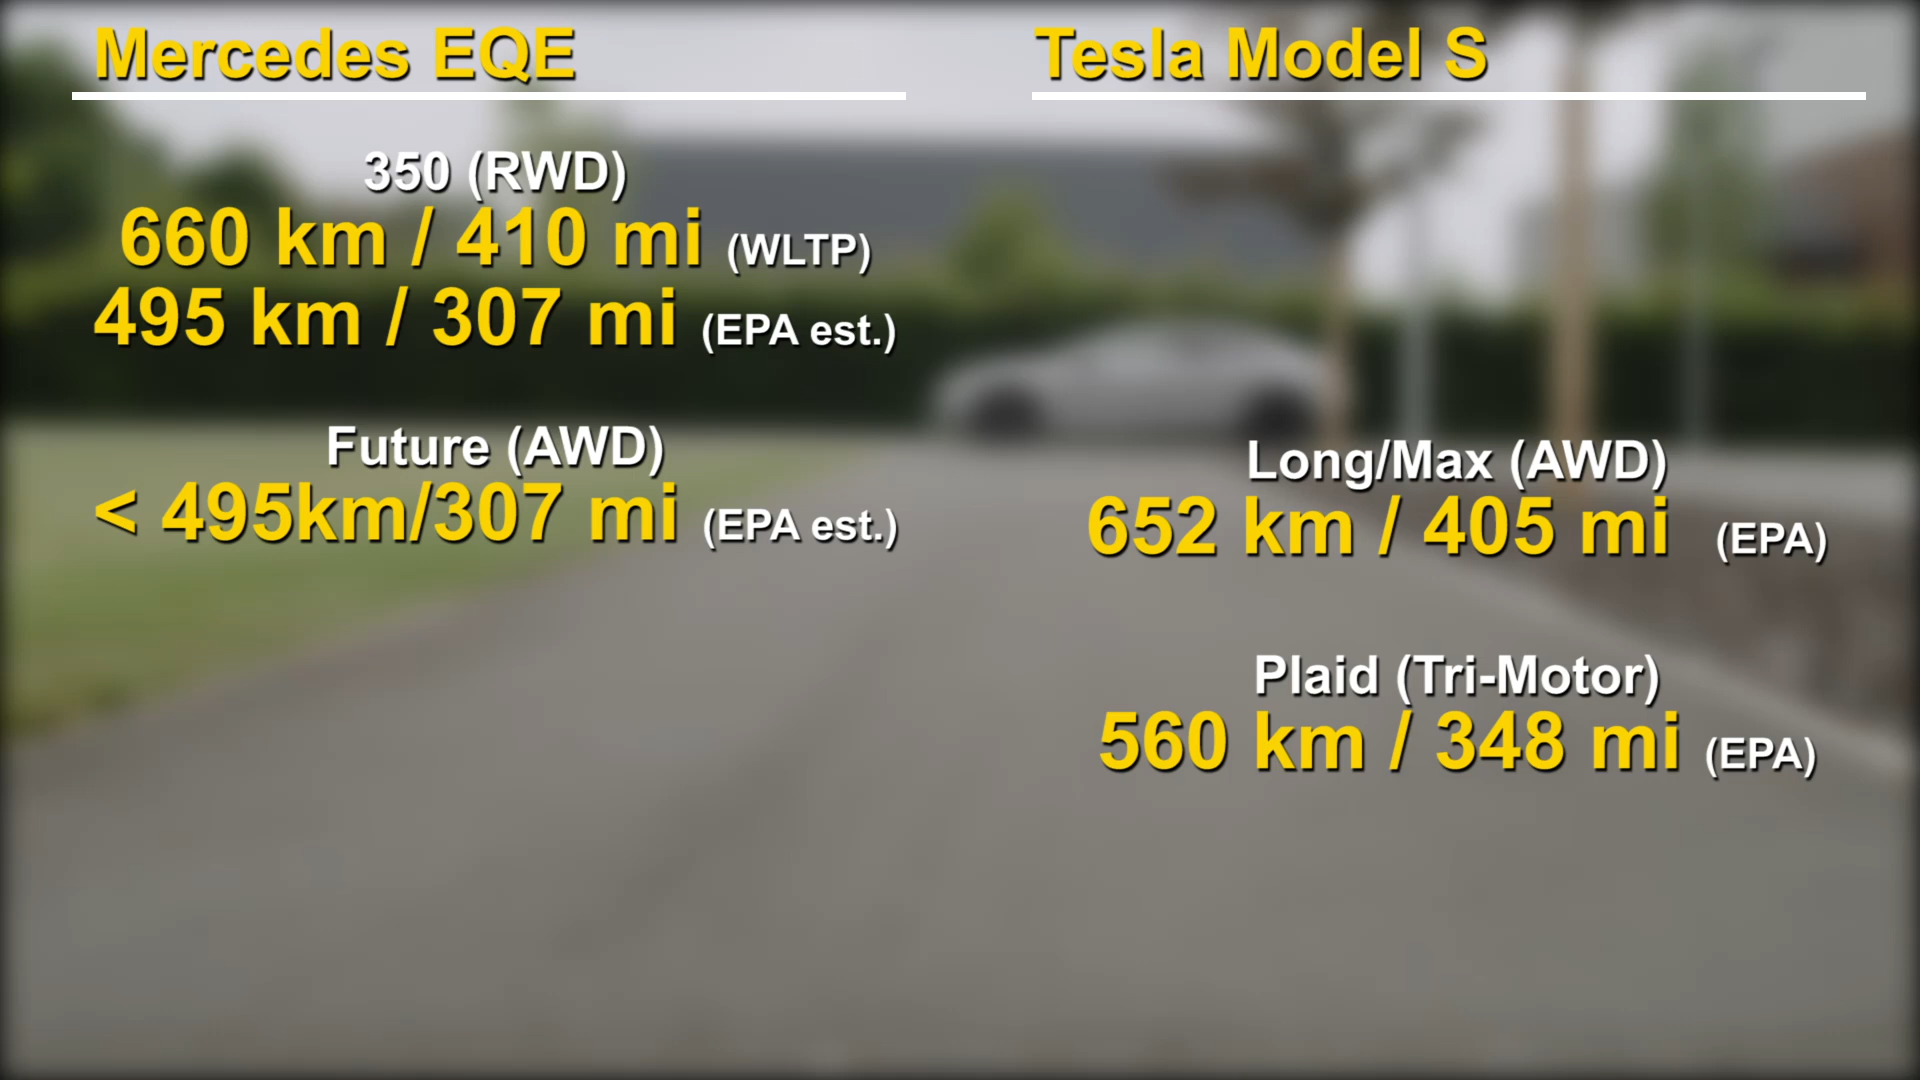 Mercedes EQE
350 (RWD)
660 km / 410 mi (WLTP)
495 km / 307 mi (EPA est.)
Future (AWD)
< 495km/307 mi (EPA est.)
Tesla Model S
Long/Max (AWD)
652 km / 405 mi (EPA)
Plaid (Tri-Motor)
560 km / 348 mi (EPA)